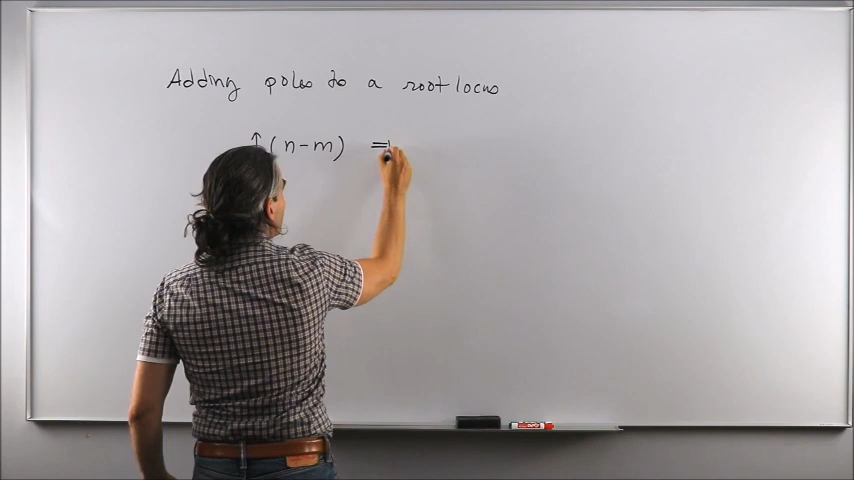 Adding poles to a root locus
↑ (n-m) =